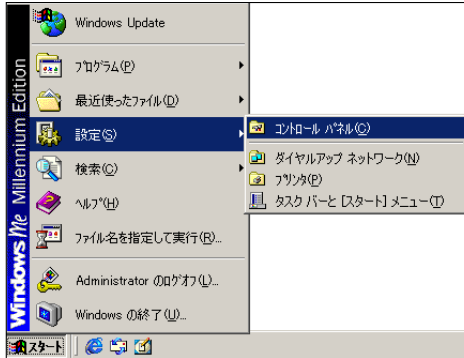 Windows Me Millennium Edition
Windows Update
ﾌﾟﾛｸﾞﾗﾑ(P)
最近使ったﾌｧｲﾙ(D)
設定(S)
検索(C)
ﾍﾙﾌﾟ(H)
ﾌｧｲﾙ名を指定して実行(R)...
Administrator のﾛｸﾞｵﾌ(L)...
Windows の終了(U)...
ｺﾝﾄﾛｰﾙ ﾊﾟﾈﾙ(C)
ダイヤルアップ ネットワーク(N)
ﾌﾟﾘﾝﾀ(P)
タスク バーと [スタート] メニュー(T)
ｽﾀｰﾄ